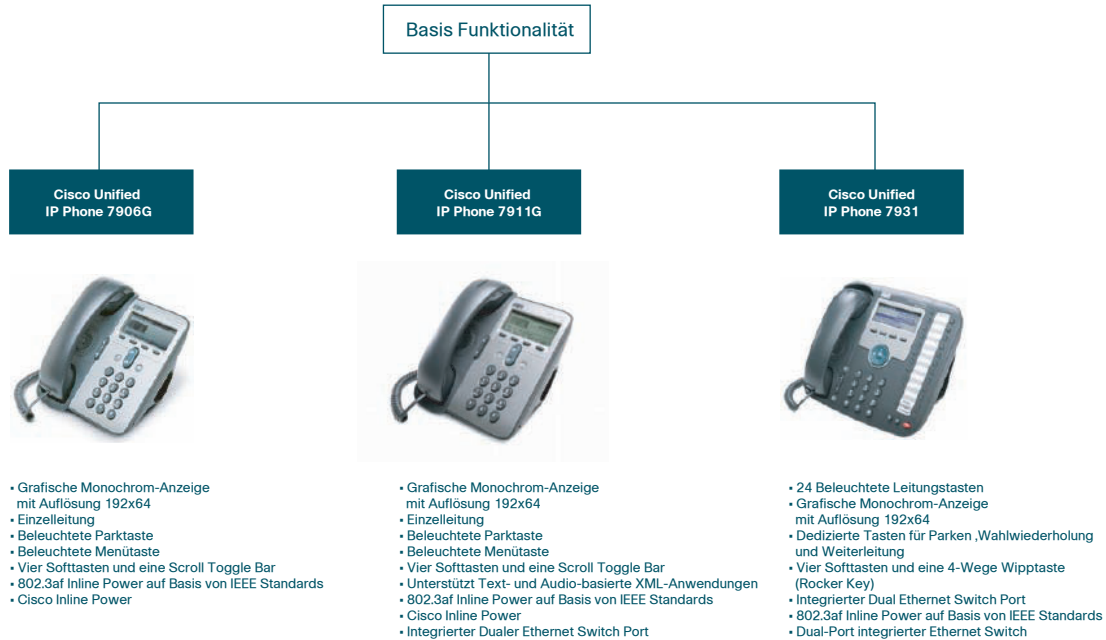 Basis Funktionalität
Cisco Unified
IP Phone 7906G
Cisco Unified
IP Phone 7911G
Cisco Unified
IP Phone 7931
▪ Grafische Monochrom-Anzeige
mit Auflösung 192x64
▪ Einzelleitung
▪ Beleuchtete Parktaste
▪ Beleuchtete Menütaste
▪ Vier Softtasten und eine Scroll Toggle Bar
▪ 802.3af Inline Power auf Basis von IEEE Standards
▪ Cisco Inline Power
▪ Grafische Monochrom-Anzeige
mit Auflösung 192x64
▪ Einzelleitung
▪ Beleuchtete Parktaste
▪ Beleuchtete Menütaste
▪ Vier Softtasten und eine Scroll Toggle Bar
▪ Unterstützt Text- und Audio-basierte XML-Anwendungen
▪ 802.3af Inline Power auf Basis von IEEE Standards
▪ Cisco Inline Power
▪ Integrierter Dualer Ethernet Switch Port
▪ 24 Beleuchtete Leitungstasten
▪ Grafische Monochrom-Anzeige
mit Auflösung 192x64
▪ Dedizierte Tasten für Parken ,Wahlwiederholung
und Weiterleitung
▪ Vier Softtasten und eine 4-Wege Wipptaste
(Rocker Key)
▪ Integrierter Dual Ethernet Switch Port
▪ 802.3af Inline Power auf Basis von IEEE Standards
▪ Dual-Port integrierter Ethernet Switch